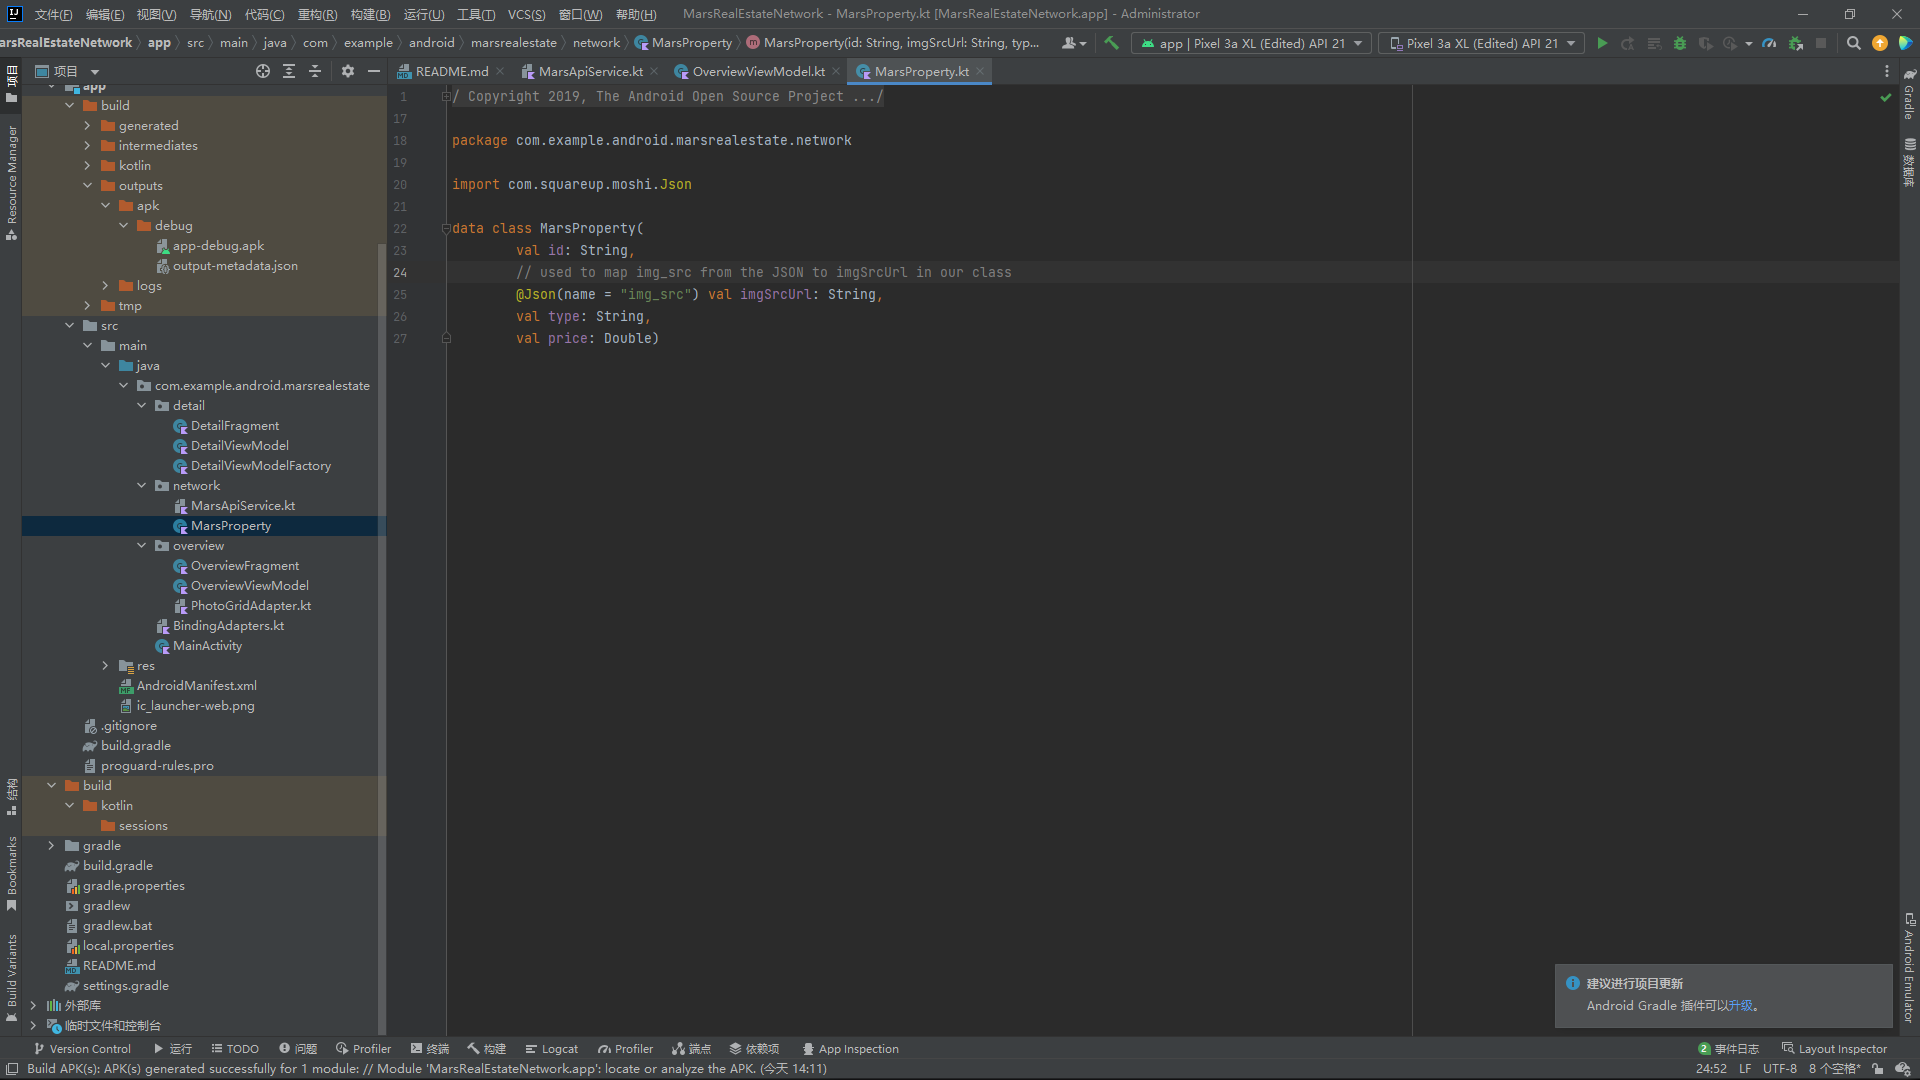 文件(F) 编辑(E) 视图(V) 导航(N) 代码(C) 重构(R) 构建(B) 运行(U) 工具(T) VCS(S) 窗口(W) 帮助(H) MarsRealEstateNetwork - MarsProperty.kt [MarsRealEstateNetwork.app] - Administrator
arsRealEstateNetwork app src main java com example android marsrealestate network MarsProperty MarsProperty(id: String, imgSrcUrl: String, typ... app | Pixel 3a XL (Edited) API 21 Pixel 3a XL (Edited) API 21
项目
README.md MarsApiService.kt OverviewViewModel.kt MarsProperty.kt
项目
Resource Manager
结构
Bookmarks
Build Variants
app
build
generated
intermediates
kotlin
outputs
apk
debug
app-debug.apk
output-metadata.json
logs
tmp
src
main
java
com.example.android.marsrealestate
detail
DetailFragment
DetailViewModel
DetailViewModelFactory
network
MarsApiService.kt
MarsProperty
overview
OverviewFragment
OverviewViewModel
PhotoGridAdapter.kt
BindingAdapters.kt
MainActivity
res
AndroidManifest.xml
ic_launcher-web.png
.gitignore
build.gradle
proguard-rules.pro
build
kotlin
sessions
gradle
build.gradle
gradle.properties
gradlew
gradlew.bat
local.properties
README.md
settings.gradle
外部库
临时文件和控制台
1 / Copyright 2019, The Android Open Source Project .../
17
18 package com.example.android.marsrealestate.network
19
20 import com.squareup.moshi.Json
21
22 data class MarsProperty(
23 val id: String,
24 // used to map img_src from the JSON to imgSrcUrl in our class
25 @Json(name = "img_src") val imgSrcUrl: String,
26 val type: String,
27 val price: Double)
Gradle
数据库
Android Emulator
建议进行项目更新
Android Gradle 插件可以升级。
Version Control 运行 TODO 问题 Profiler 终端 构建 Logcat Profiler 端点 依赖项 App Inspection 2 事件日志 Layout Inspector
Build APK(s): APK(s) generated successfully for 1 module: // Module 'MarsRealEstateNetwork.app': locate or analyze the APK. (今天 14:11) 24:52 LF UTF-8 8 个空格*